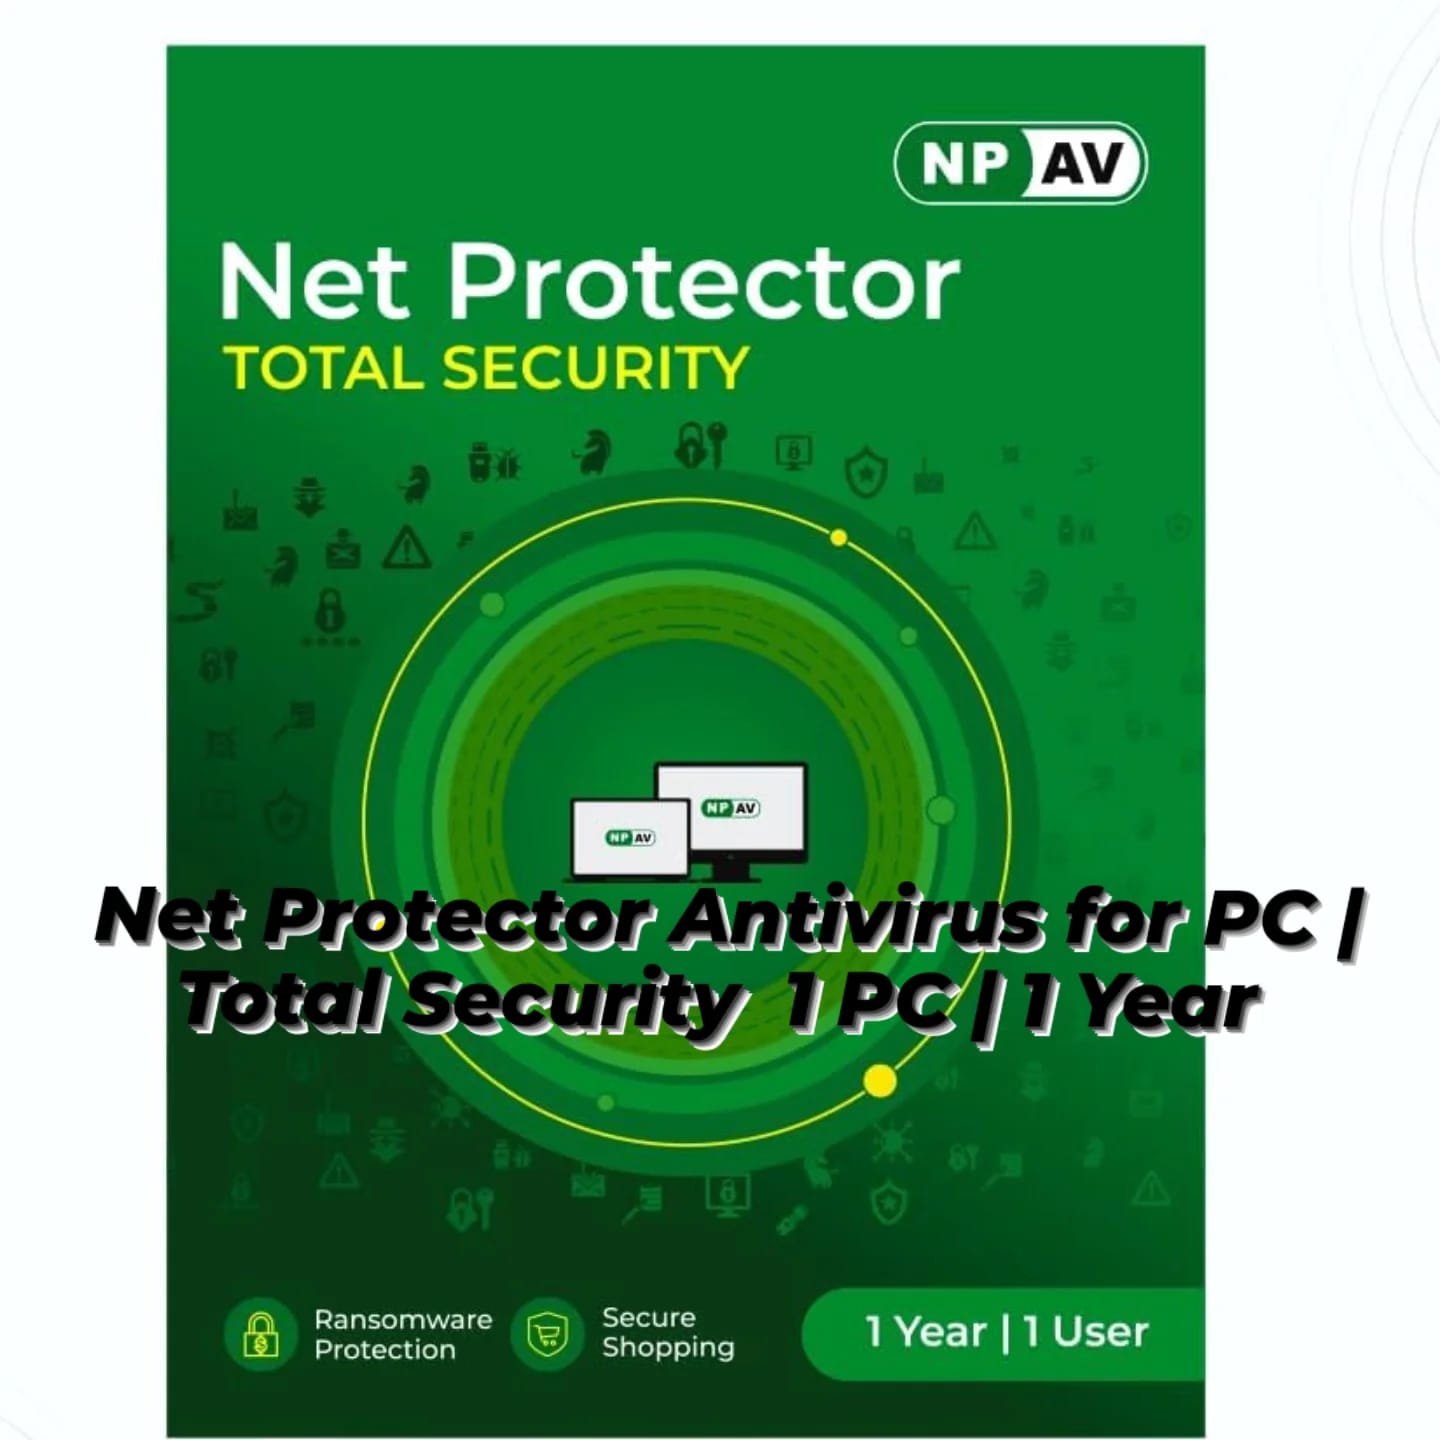 NP AV
Net Protector
TOTAL SECURITY
NP AV
NP AV
Net Protector Antivirus for PC |
Total Security 1 PC | 1 Year
Ransomware
Protection
Secure
Shopping
1 Year | 1 User